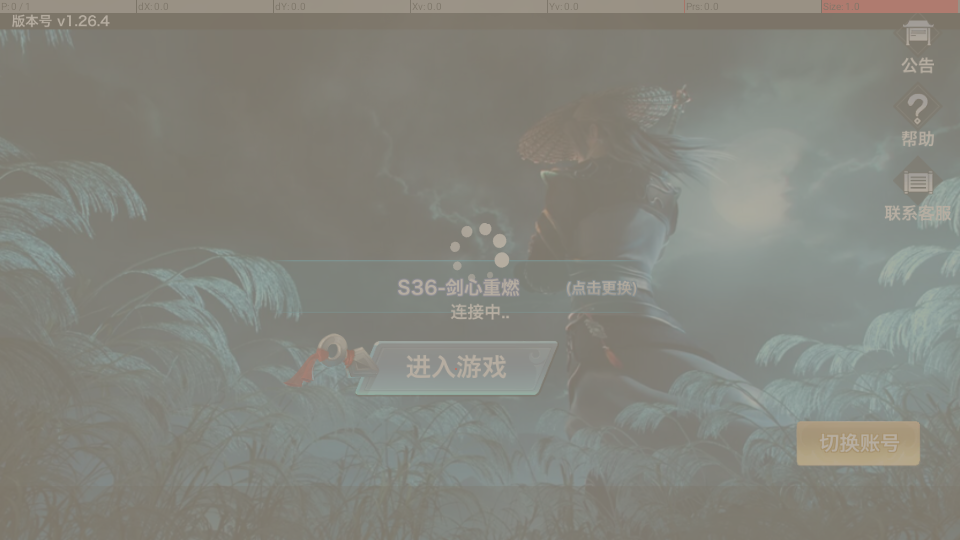 P: 0 / 1 dX: 0.0 dY: 0.0 Xv: 0.0 Yv: 0.0 Prs: 0.0 Size: 1.0
版本号 v1.26.4
公告
帮助
联系客服
S36-剑心重燃 (点击更换)
连接中..
进入游戏
切换账号